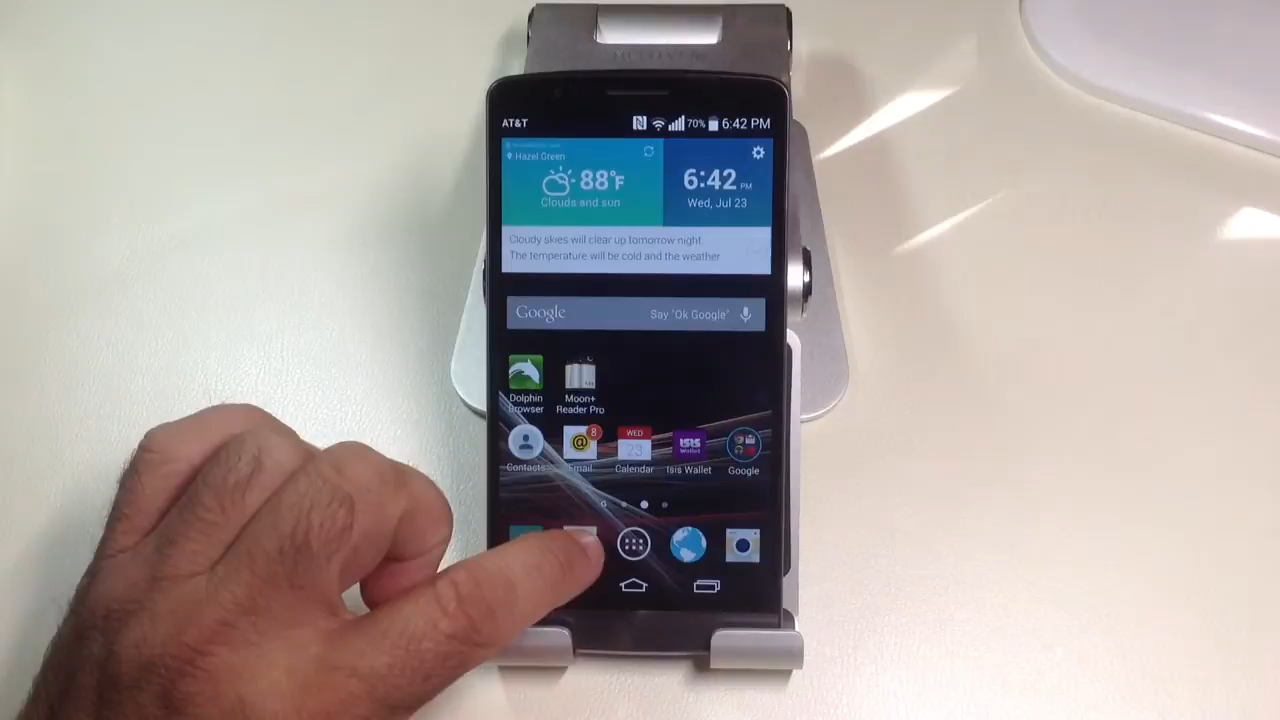 AT&T
70% 6:42 PM
Hazel Green
88°F
Clouds and sun
6:42 PM
Wed, Jul 23
Cloudy skies will clear up tomorrow night.
The temperature will be cold and the weather
Google
Say "Ok Google"
Dolphin
Browser
Moon+
Reader Pro
8
@
WED
23
ISIS
Contacts
Email
Calendar
Isis Wallet
Google